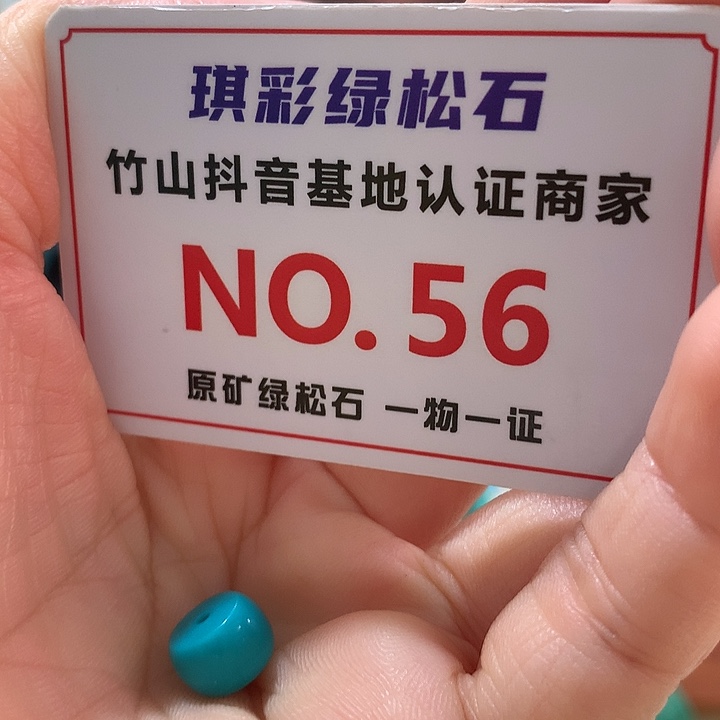 琪彩绿松石
竹山抖音基地认证商家
NO.56
原矿绿松石 一物一证